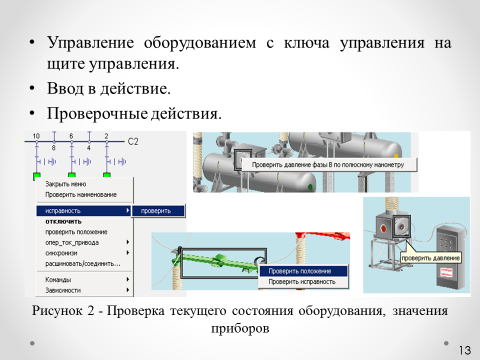 • Управление оборудованием с ключа управления на
щите управления.
• Ввод в действие.
• Проверочные действия.
10 6 2
C2
8 4
Закрыть меню
Проверить наименование
исправность
проверить
отключить
проверить положение
опер_ток_привода
синхронизм
расшиновать/соединить...
Команды
Зависимости
Проверить давление фазы В по полюсному манометру
Проверить положение
Проверить исправность
проверить давление
Рисунок 2 - Проверка текущего состояния оборудования, значения
приборов
13